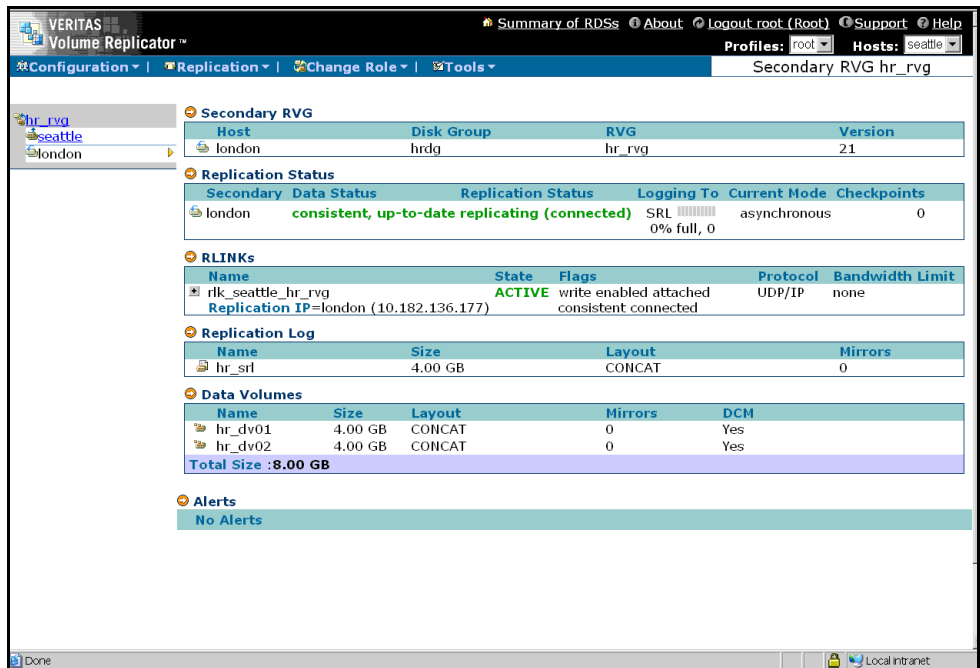 VERITAS
Volume Replicator ™
Summary of RDSs About Logout root (Root) Support Help
Profiles: root Hosts: seattle
Configuration | Replication | Change Role | Tools
Secondary RVG hr_rvg
hr_rvg
seattle
london
Secondary RVG
Host Disk Group RVG Version
london hrdg hr_rvg 21
Replication Status
Secondary Data Status Replication Status Logging To Current Mode Checkpoints
london consistent, up-to-date replicating (connected) SRL asynchronous 0
0% full, 0
RLINKs
Name State Flags Protocol Bandwidth Limit
rlk_seattle_hr_rvg ACTIVE write enabled attached UDP/IP none
Replication IP=london (10.182.136.177) consistent connected
Replication Log
Name Size Layout Mirrors
hr_srl 4.00 GB CONCAT 0
Data Volumes
Name Size Layout Mirrors DCM
hr_dv01 4.00 GB CONCAT 0 Yes
hr_dv02 4.00 GB CONCAT 0 Yes
Total Size :8.00 GB
Alerts
No Alerts
Done
Local intranet